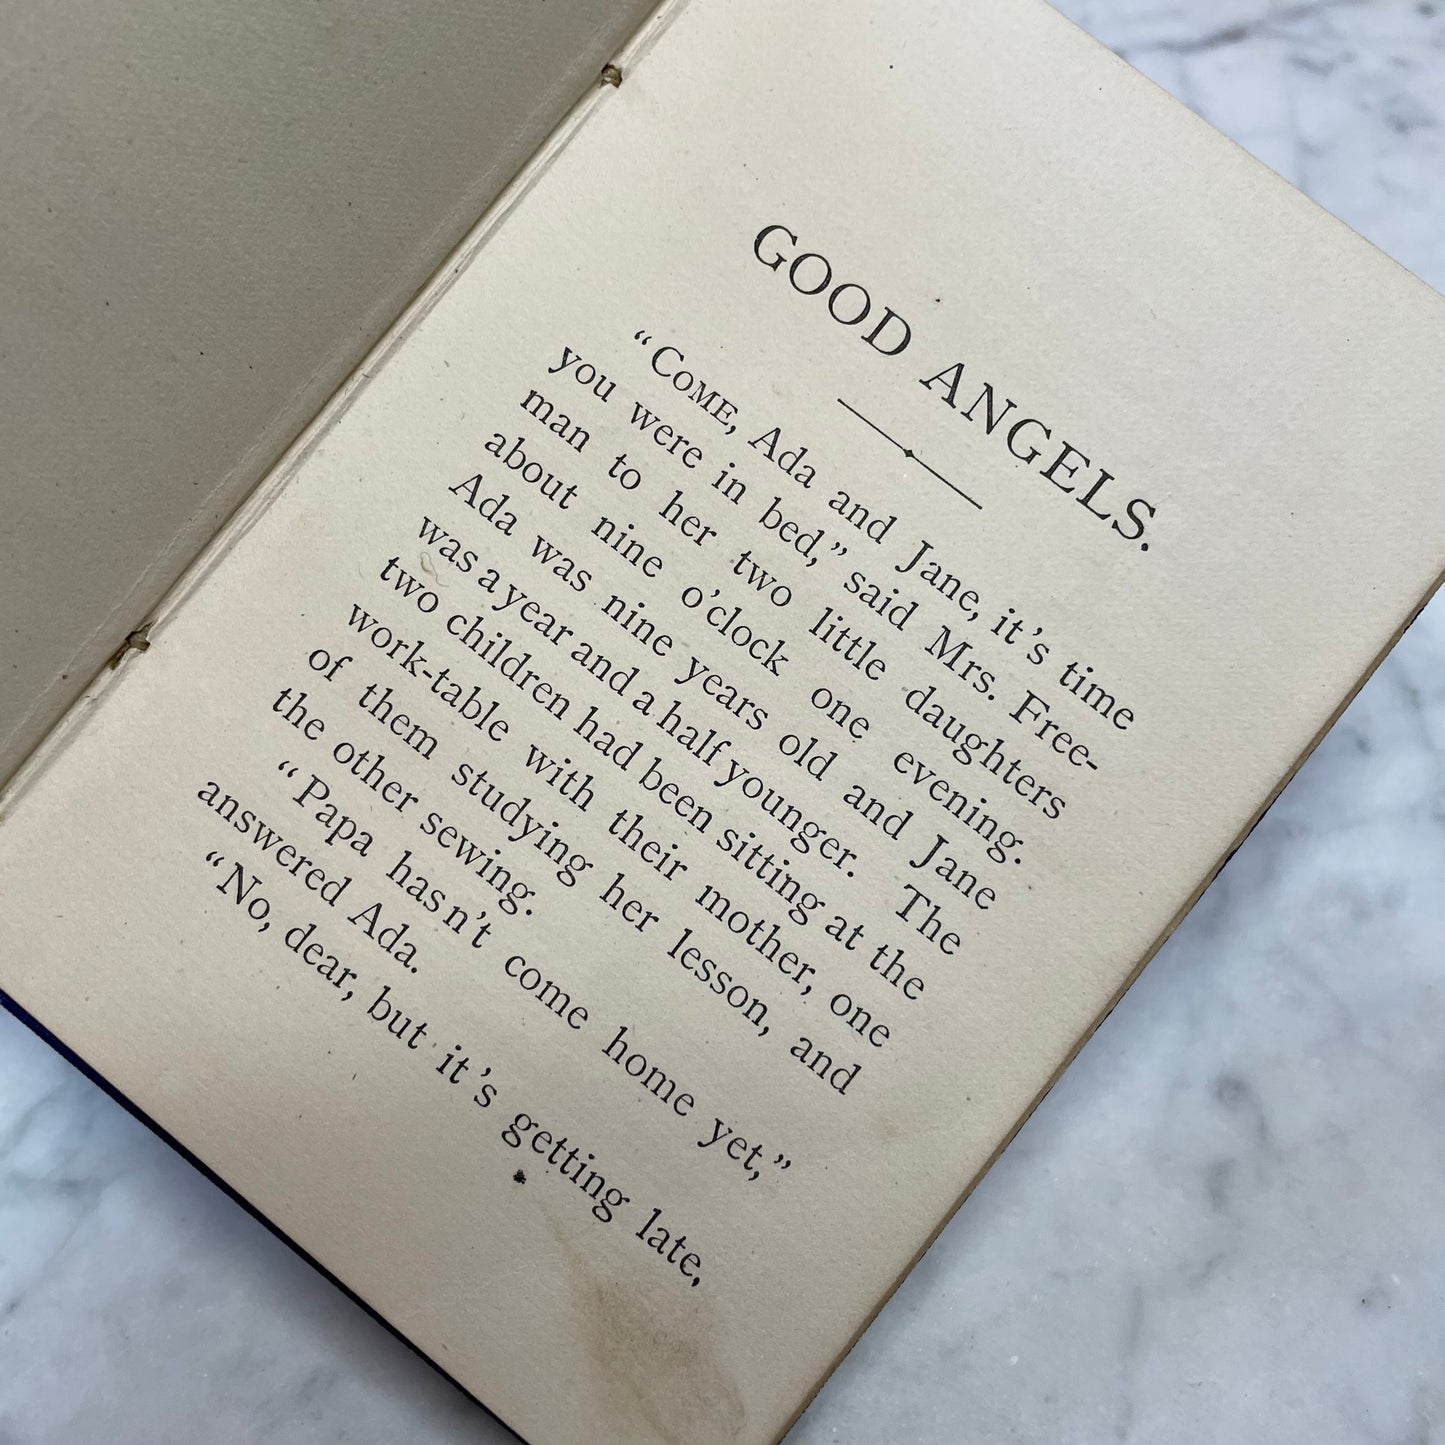 GOOD ANGELS.
“COME, Ada and Jane, it’s time
you were in bed,” said Mrs. Free-
man to her two little daughters
about nine o’clock one evening.
Ada was nine years old and Jane
was a year and a half younger. The
two children had been sitting at the
work-table with their mother, one
of them studying her lesson, and
the other sewing.
“Papa hasn’t come home yet,”
answered Ada.
“No, dear, but it’s getting late,